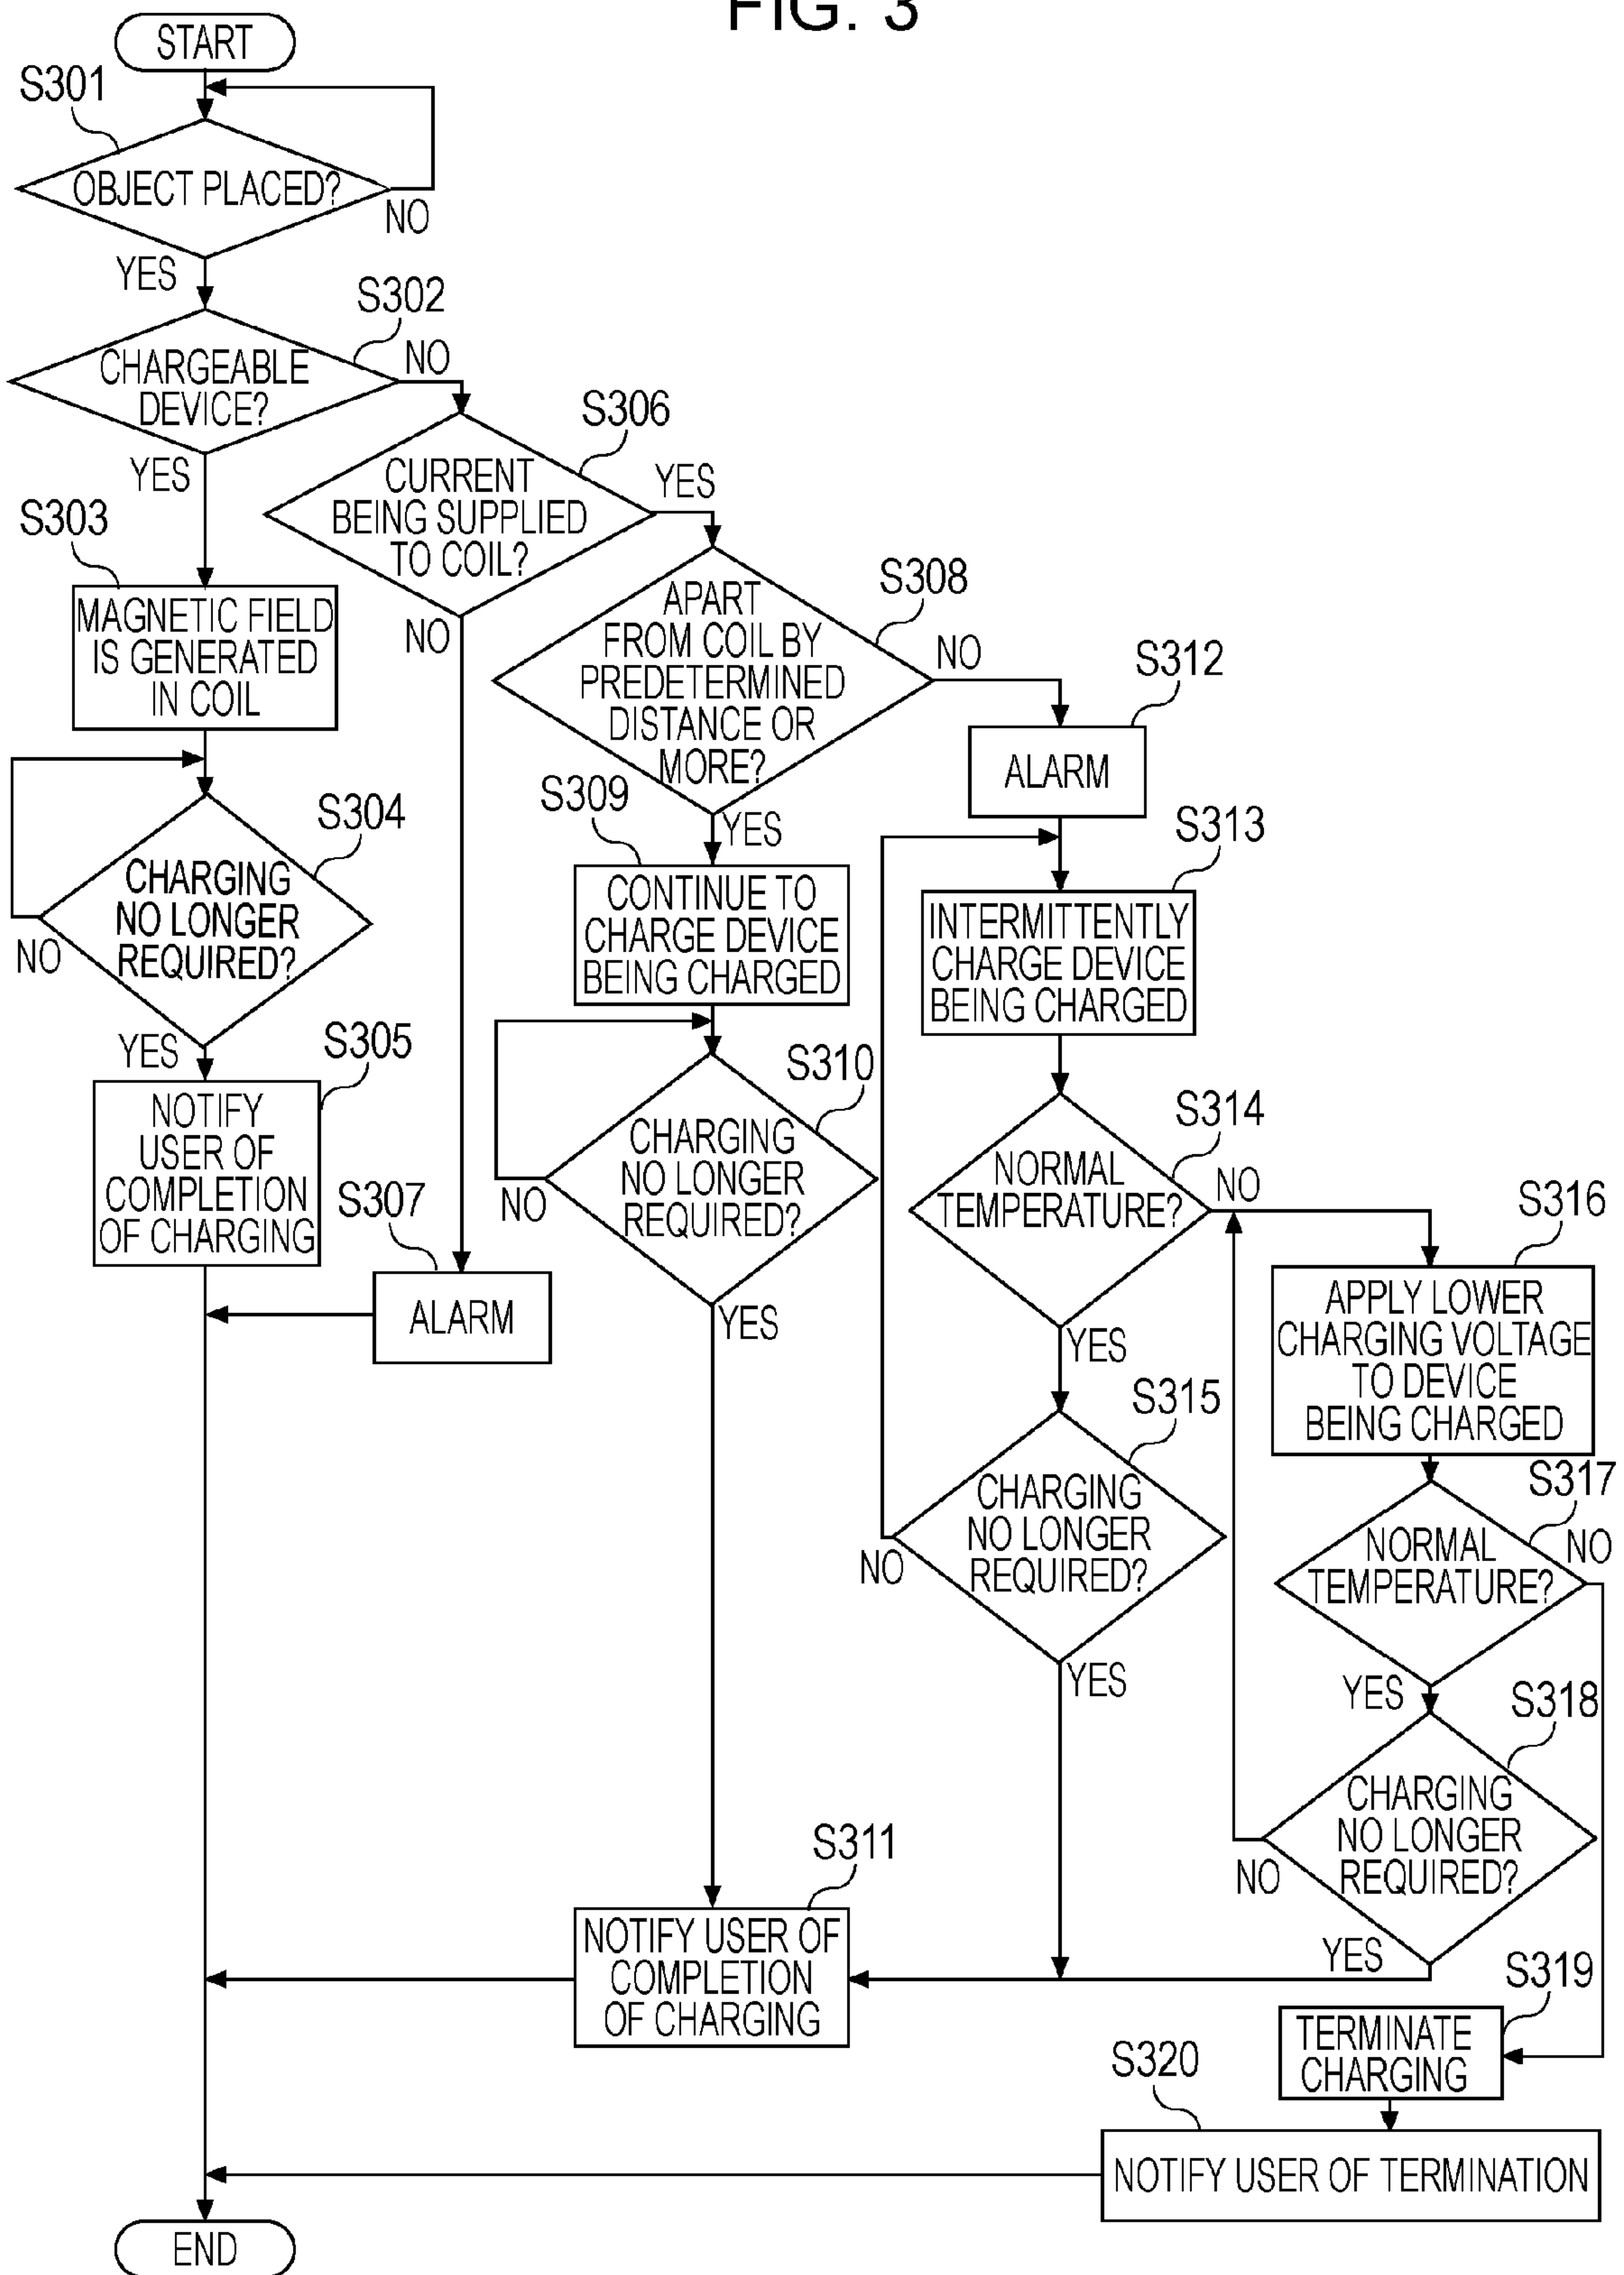 FIG. 3
START
S301
OBJECT PLACED?
NO
YES
S302
CHARGEABLE
DEVICE?
NO
YES
S306
CURRENT
BEING SUPPLIED
TO COIL?
YES
NO
S303
MAGNETIC FIELD
IS GENERATED
IN COIL
S308
APART
FROM COIL BY
PREDETERMINED
DISTANCE OR
MORE?
NO
YES
S312
ALARM
S304
CHARGING
NO LONGER
REQUIRED?
NO
YES
S309
CONTINUE TO
CHARGE DEVICE
BEING CHARGED
S313
INTERMITTENTLY
CHARGE DEVICE
BEING CHARGED
S305
NOTIFY
USER OF
COMPLETION
OF CHARGING
S310
CHARGING
NO LONGER
REQUIRED?
NO
YES
S314
NORMAL
TEMPERATURE?
NO
YES
S307
ALARM
S316
APPLY LOWER
CHARGING VOLTAGE
TO DEVICE
BEING CHARGED
S315
CHARGING
NO LONGER
REQUIRED?
NO
YES
S317
NORMAL
TEMPERATURE?
NO
YES
S318
CHARGING
NO LONGER
REQUIRED?
NO
YES
S311
NOTIFY USER OF
COMPLETION
OF CHARGING
S319
TERMINATE
CHARGING
S320
NOTIFY USER OF TERMINATION
END